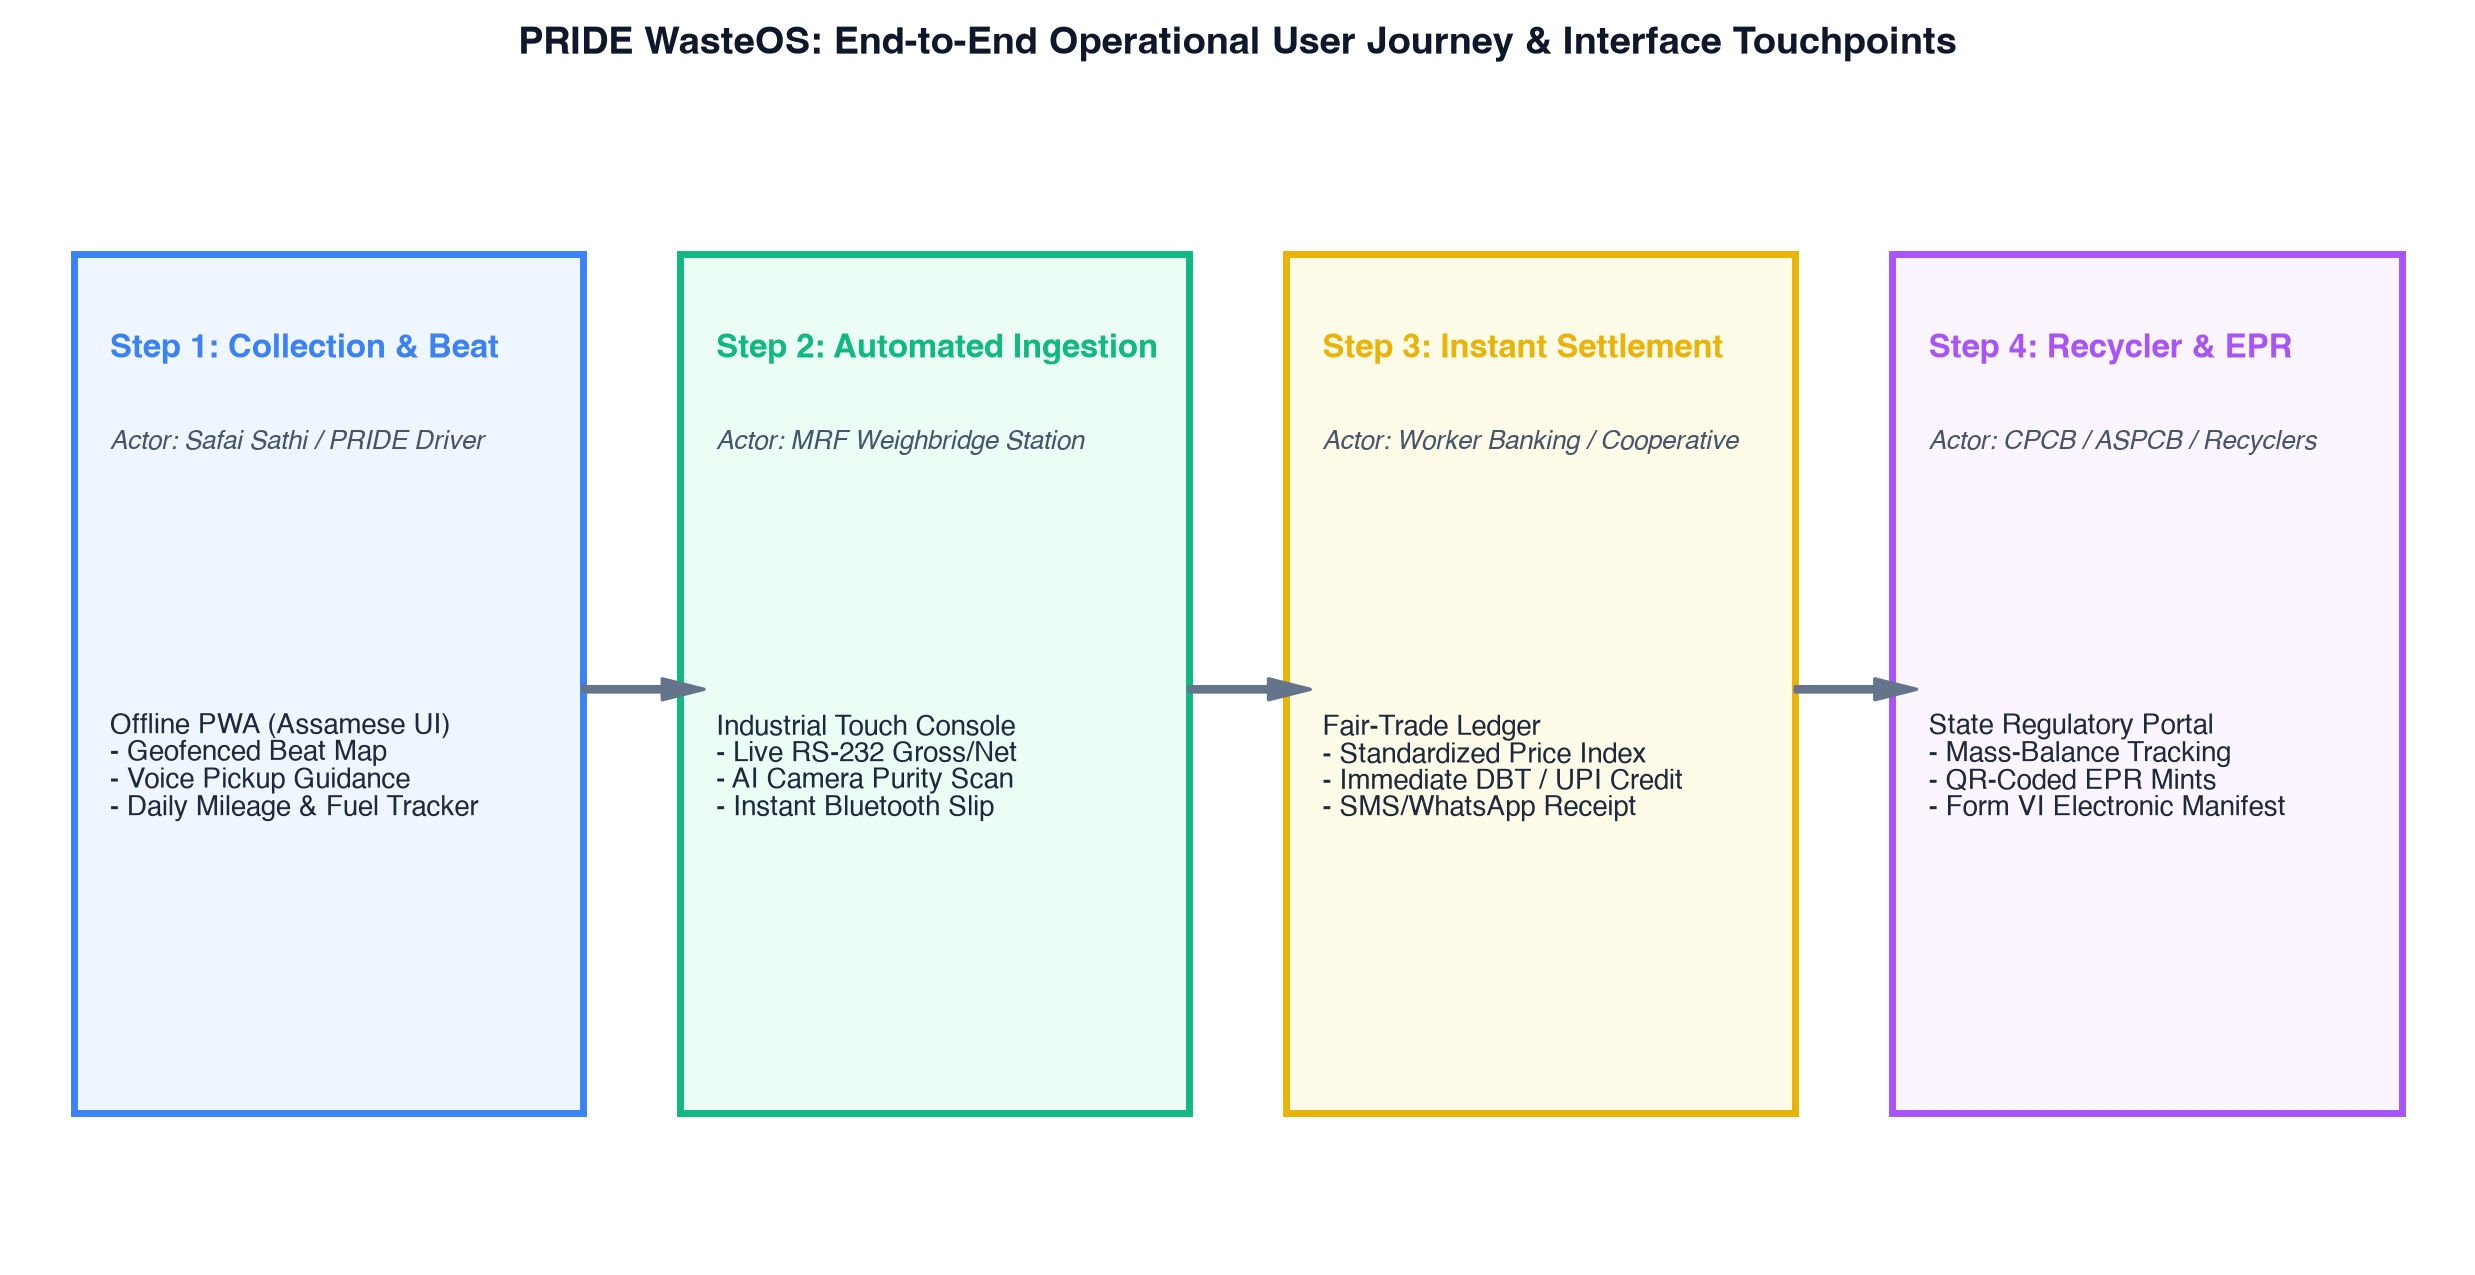 PRIDE WasteOS: End-to-End Operational User Journey & Interface Touchpoints
Step 1: Collection & Beat
Actor: Safai Sathi / PRIDE Driver
Offline PWA (Assamese UI)
- Geofenced Beat Map
- Voice Pickup Guidance
- Daily Mileage & Fuel Tracker
Step 2: Automated Ingestion
Actor: MRF Weighbridge Station
Industrial Touch Console
- Live RS-232 Gross/Net
- AI Camera Purity Scan
- Instant Bluetooth Slip
Step 3: Instant Settlement
Actor: Worker Banking / Cooperative
Fair-Trade Ledger
- Standardized Price Index
- Immediate DBT / UPI Credit
- SMS/WhatsApp Receipt
Step 4: Recycler & EPR
Actor: CPCB / ASPCB / Recyclers
State Regulatory Portal
- Mass-Balance Tracking
- QR-Coded EPR Mints
- Form VI Electronic Manifest